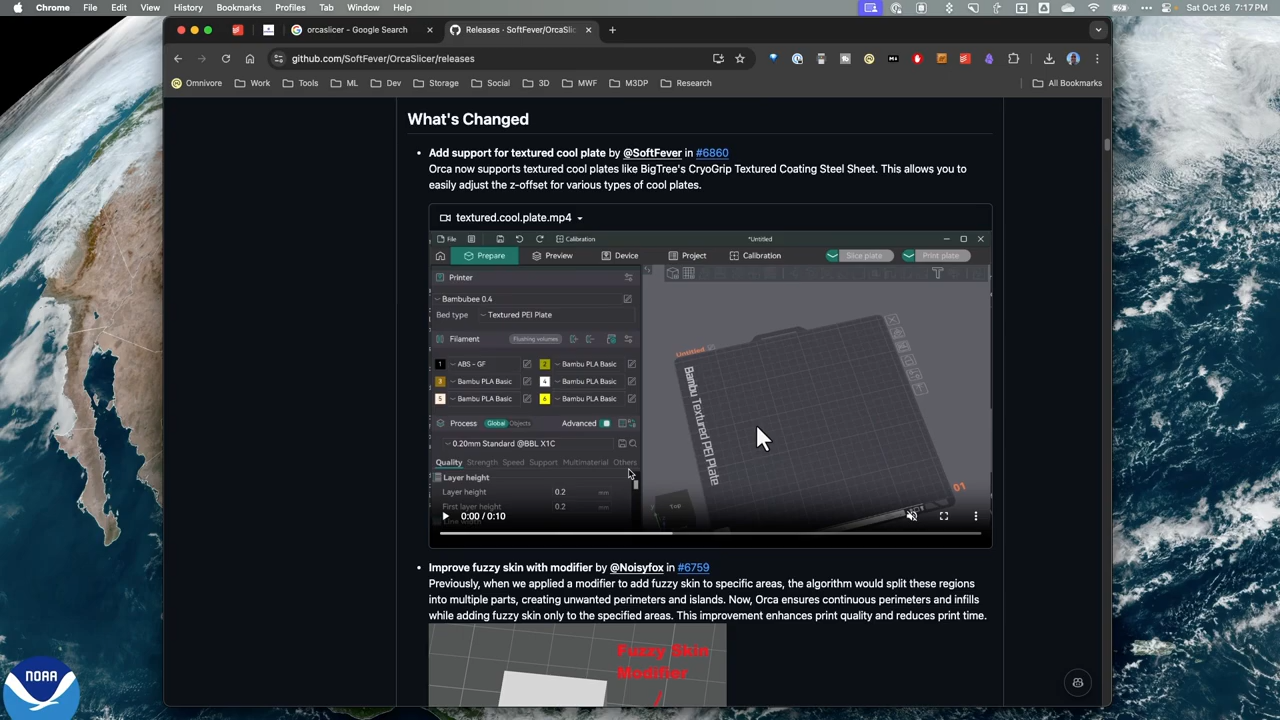 Chrome File Edit View History Bookmarks Profiles Tab Window Help
Sat Oct 26 7:17 PM
orcaslicer - Google Search
Releases · SoftFever/OrcaSlic
github.com/SoftFever/OrcaSlicer/releases
Omnivore Work Tools ML Dev Storage Social 3D MWF M3DP Research All Bookmarks
What's Changed
• Add support for textured cool plate by @SoftFever in #6860
Orca now supports textured cool plates like BigTree's CryoGrip Textured Coating Steel Sheet. This allows you to
easily adjust the z-offset for various types of cool plates.
textured.cool.plate.mp4
File Calibration *Untitled
Prepare Preview Device Project Calibration Slice plate Print plate
Printer
Bambubee 0.4
Bed type Textured PEI Plate
Filament Flushing volumes
1 ABS - GF 2 Bambu PLA Basic
3 Bambu PLA Basic 4 Bambu PLA Basic
5 Bambu PLA Basic 6 Bambu PLA Basic
Process Global Objects Advanced
0.20mm Standard @BBL X1C
Quality Strength Speed Support Multimaterial Others
Layer height
Layer height 0.2 mm
First layer height 0.2 mm
Untitled
Bambu Textured PEI Plate
01
TOP
0:00 / 0:10
• Improve fuzzy skin with modifier by @Noisyfox in #6759
Previously, when we applied a modifier to add fuzzy skin to specific areas, the algorithm would split these regions
into multiple parts, creating unwanted perimeters and islands. Now, Orca ensures continuous perimeters and infills
while adding fuzzy skin only to the specified areas. This improvement enhances print quality and reduces print time.
Fuzzy Skin
Modifier
NOAA